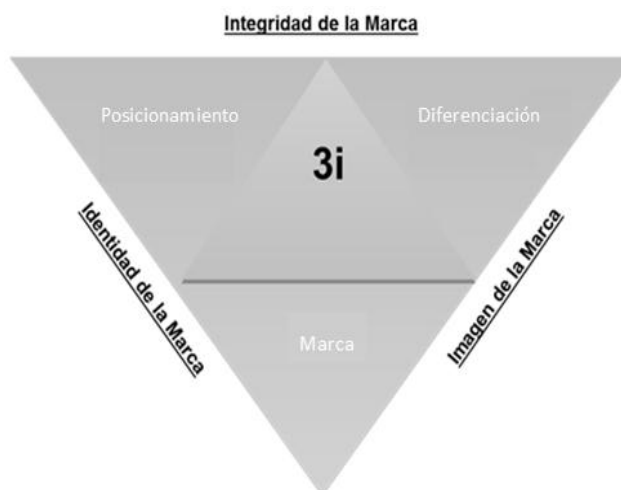 Integridad de la Marca
Posicionamiento
Diferenciación
3i
Identidad de la Marca
Imagen de la Marca
Marca